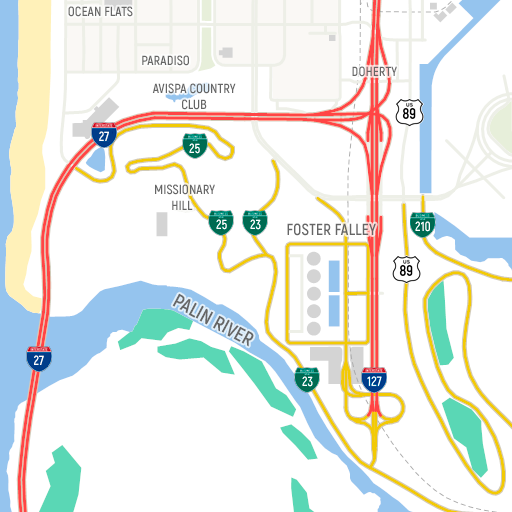 OCEAN FLATS
PARADISO
DOHERTY
AVISPA COUNTRY
CLUB
US
89
27
25
MISSIONARY
HILL
25
23
FOSTER FALLEY
210
US
89
PALIN RIVER
27
23
127